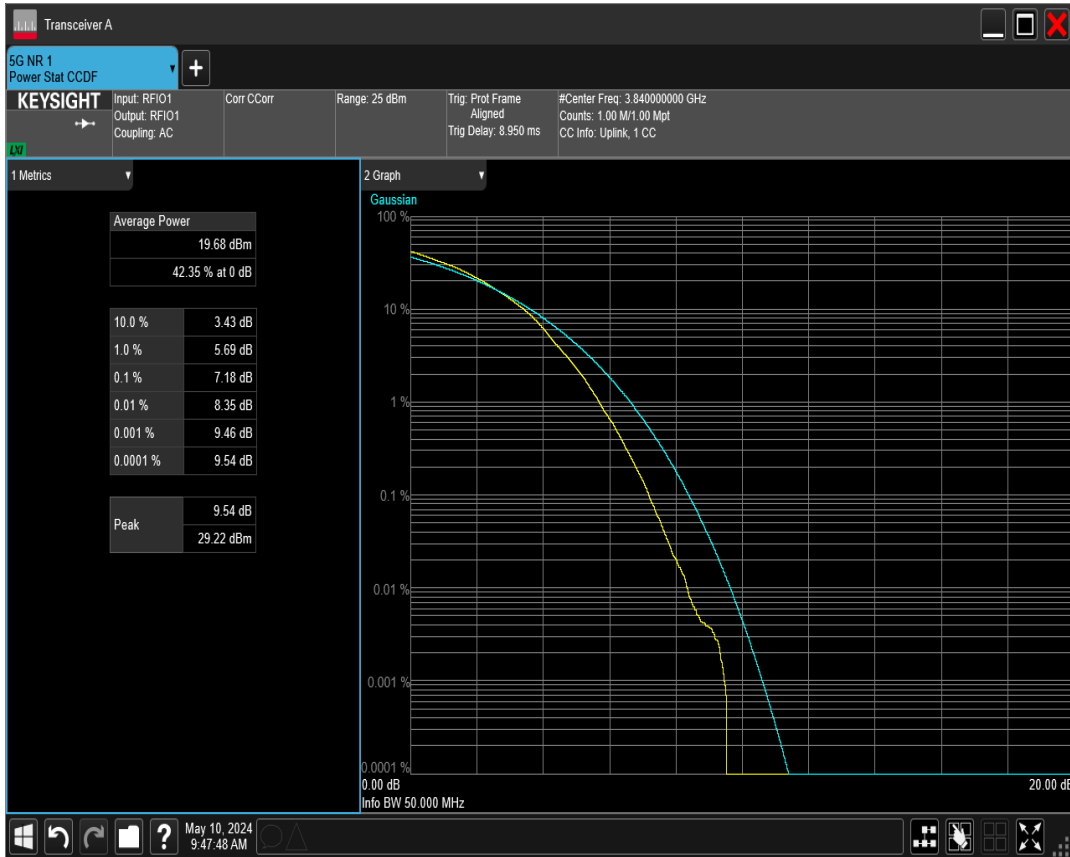 Transceiver A
5G NR 1
Power Stat CCDF
KEYSIGHT
LXI
Input: RFIO1
Output: RFIO1
Coupling: AC
Corr CCorr
Range: 25 dBm
Trig: Prot Frame
Aligned
Trig Delay: 8.950 ms
#Center Freq: 3.840000000 GHz
Counts: 1.00 M/1.00 Mpt
CC Info: Uplink, 1 CC
1 Metrics
Average Power
19.68 dBm
42.35 % at 0 dB
10.0 % 3.43 dB
1.0 % 5.69 dB
0.1 % 7.18 dB
0.01 % 8.35 dB
0.001 % 9.46 dB
0.0001 % 9.54 dB
Peak
9.54 dB
29.22 dBm
2 Graph
Gaussian
100 %
10 %
1 %
0.1 %
0.01 %
0.001 %
0.0001 %
0.00 dB 20.00 dB
Info BW 50.000 MHz
?
May 10, 2024
9:47:48 AM